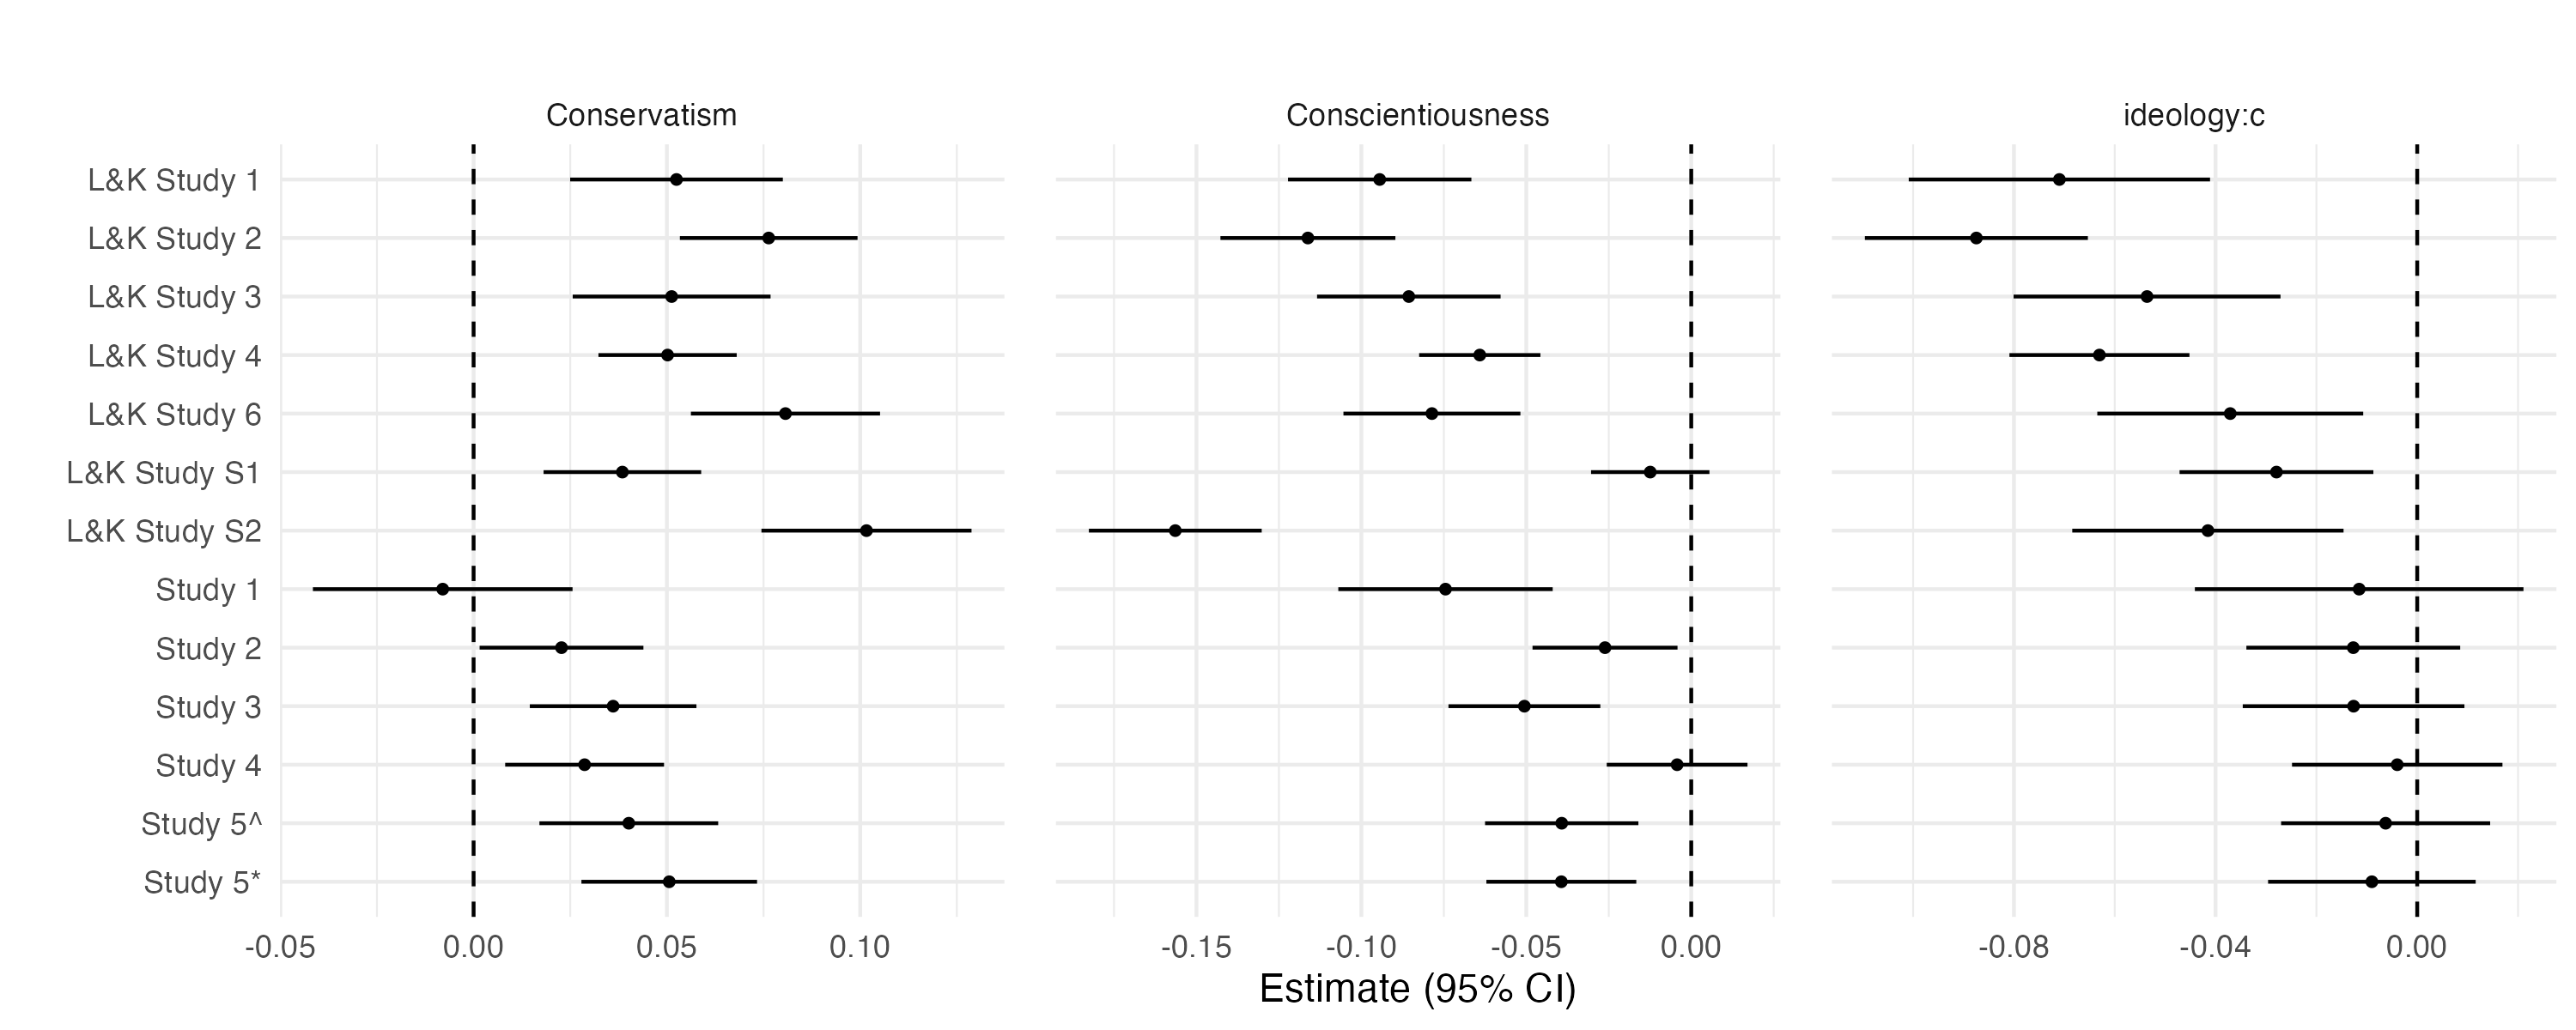 Conservatism Conscientiousness ideology:c
L&K Study 1
L&K Study 2
L&K Study 3
L&K Study 4
L&K Study 6
L&K Study S1
L&K Study S2
Study 1
Study 2
Study 3
Study 4
Study 5^
Study 5*
-0.05 0.00 0.05 0.10 -0.15 -0.10 -0.05 0.00 -0.08 -0.04 0.00
Estimate (95% CI)